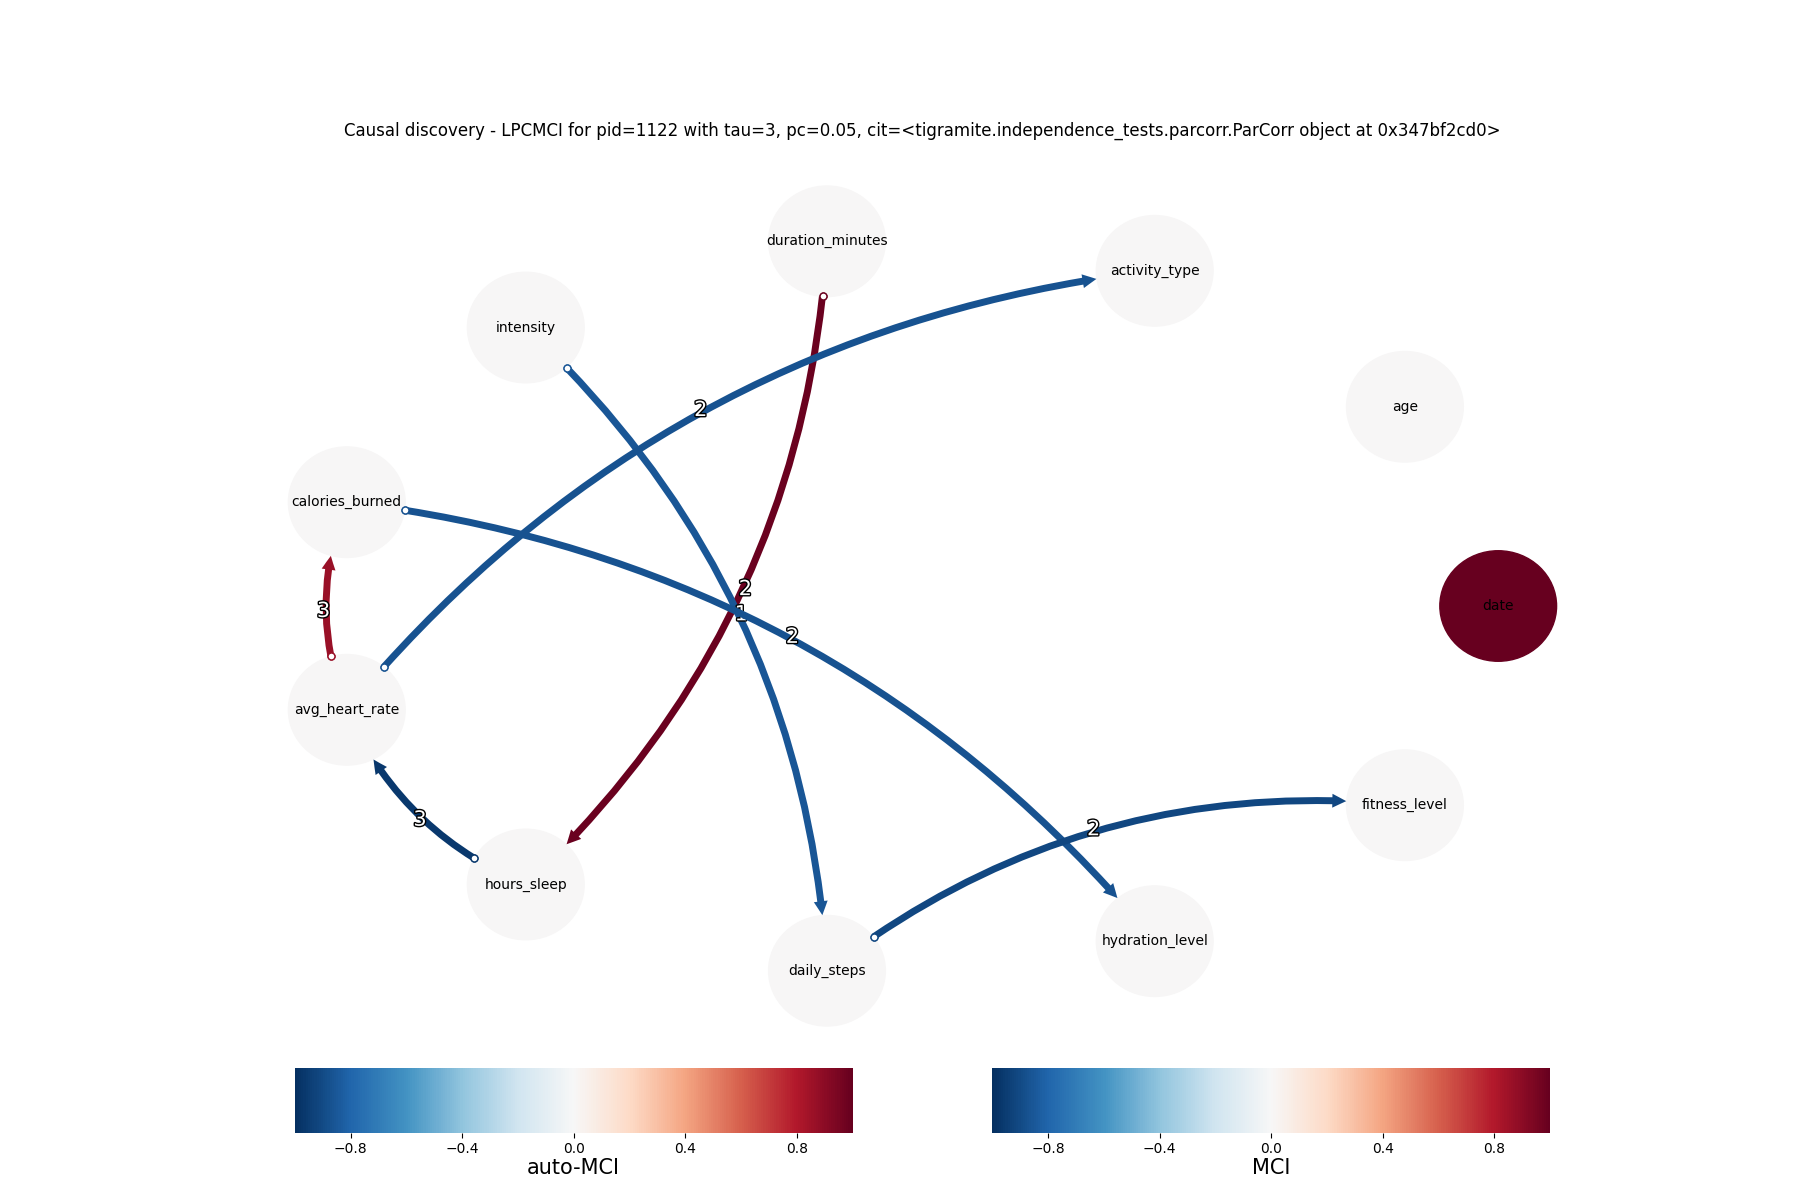 Causal discovery - LPCMCI for pid=1122 with tau=3, pc=0.05, cit=<tigramite.independence_tests.parcorr.ParCorr object at 0x347bf2cd0>
duration_minutes
activity_type
intensity
age
2
calories_burned
2
date
3
2
avg_heart_rate
fitness_level
3
2
hours_sleep
hydration_level
daily_steps
−0.8 −0.4 0.0 0.4 0.8
auto-MCI
−0.8 −0.4 0.0 0.4 0.8
MCI